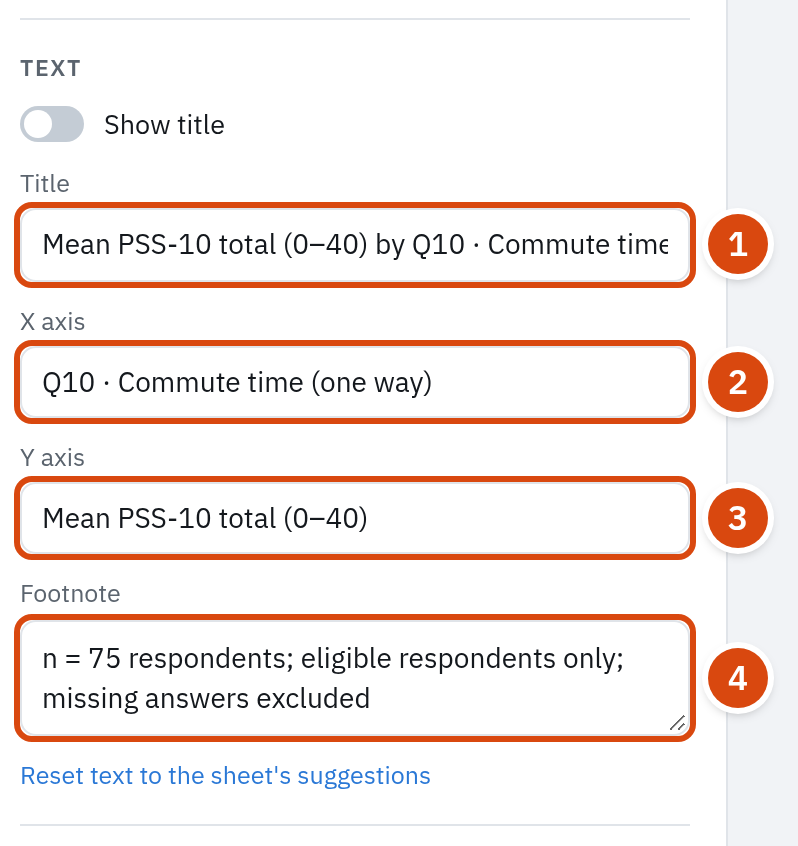 TEXT
Show title
Title
Mean PSS-10 total (0–40) by Q10 · Commute time
1
X axis
Q10 · Commute time (one way)
2
Y axis
Mean PSS-10 total (0–40)
3
Footnote
n = 75 respondents; eligible respondents only;
missing answers excluded
4
Reset text to the sheet's suggestions